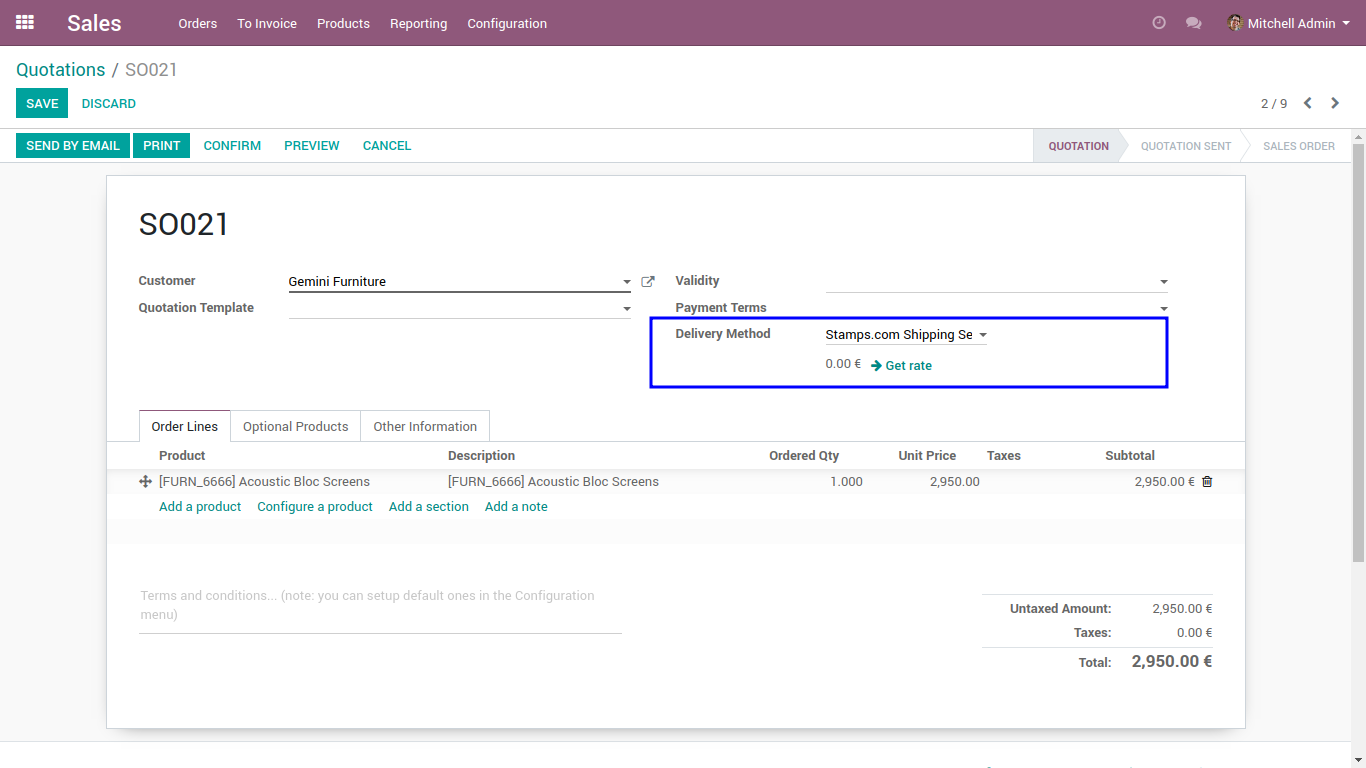 Sales Orders To Invoice Products Reporting Configuration Mitchell Admin
Quotations / SO021
SAVE DISCARD 2 / 9
SEND BY EMAIL PRINT CONFIRM PREVIEW CANCEL QUOTATION QUOTATION SENT SALES ORDER
SO021
Customer Gemini Furniture Validity
Quotation Template Payment Terms
Delivery Method Stamps.com Shipping Se
0.00 € Get rate
Order Lines Optional Products Other Information
Product Description Ordered Qty Unit Price Taxes Subtotal
[FURN_6666] Acoustic Bloc Screens [FURN_6666] Acoustic Bloc Screens 1.000 2,950.00 2,950.00 €
Add a product Configure a product Add a section Add a note
Terms and conditions... (note: you can setup default ones in the Configuration
menu)
Untaxed Amount: 2,950.00 €
Taxes: 0.00 €
Total: 2,950.00 €